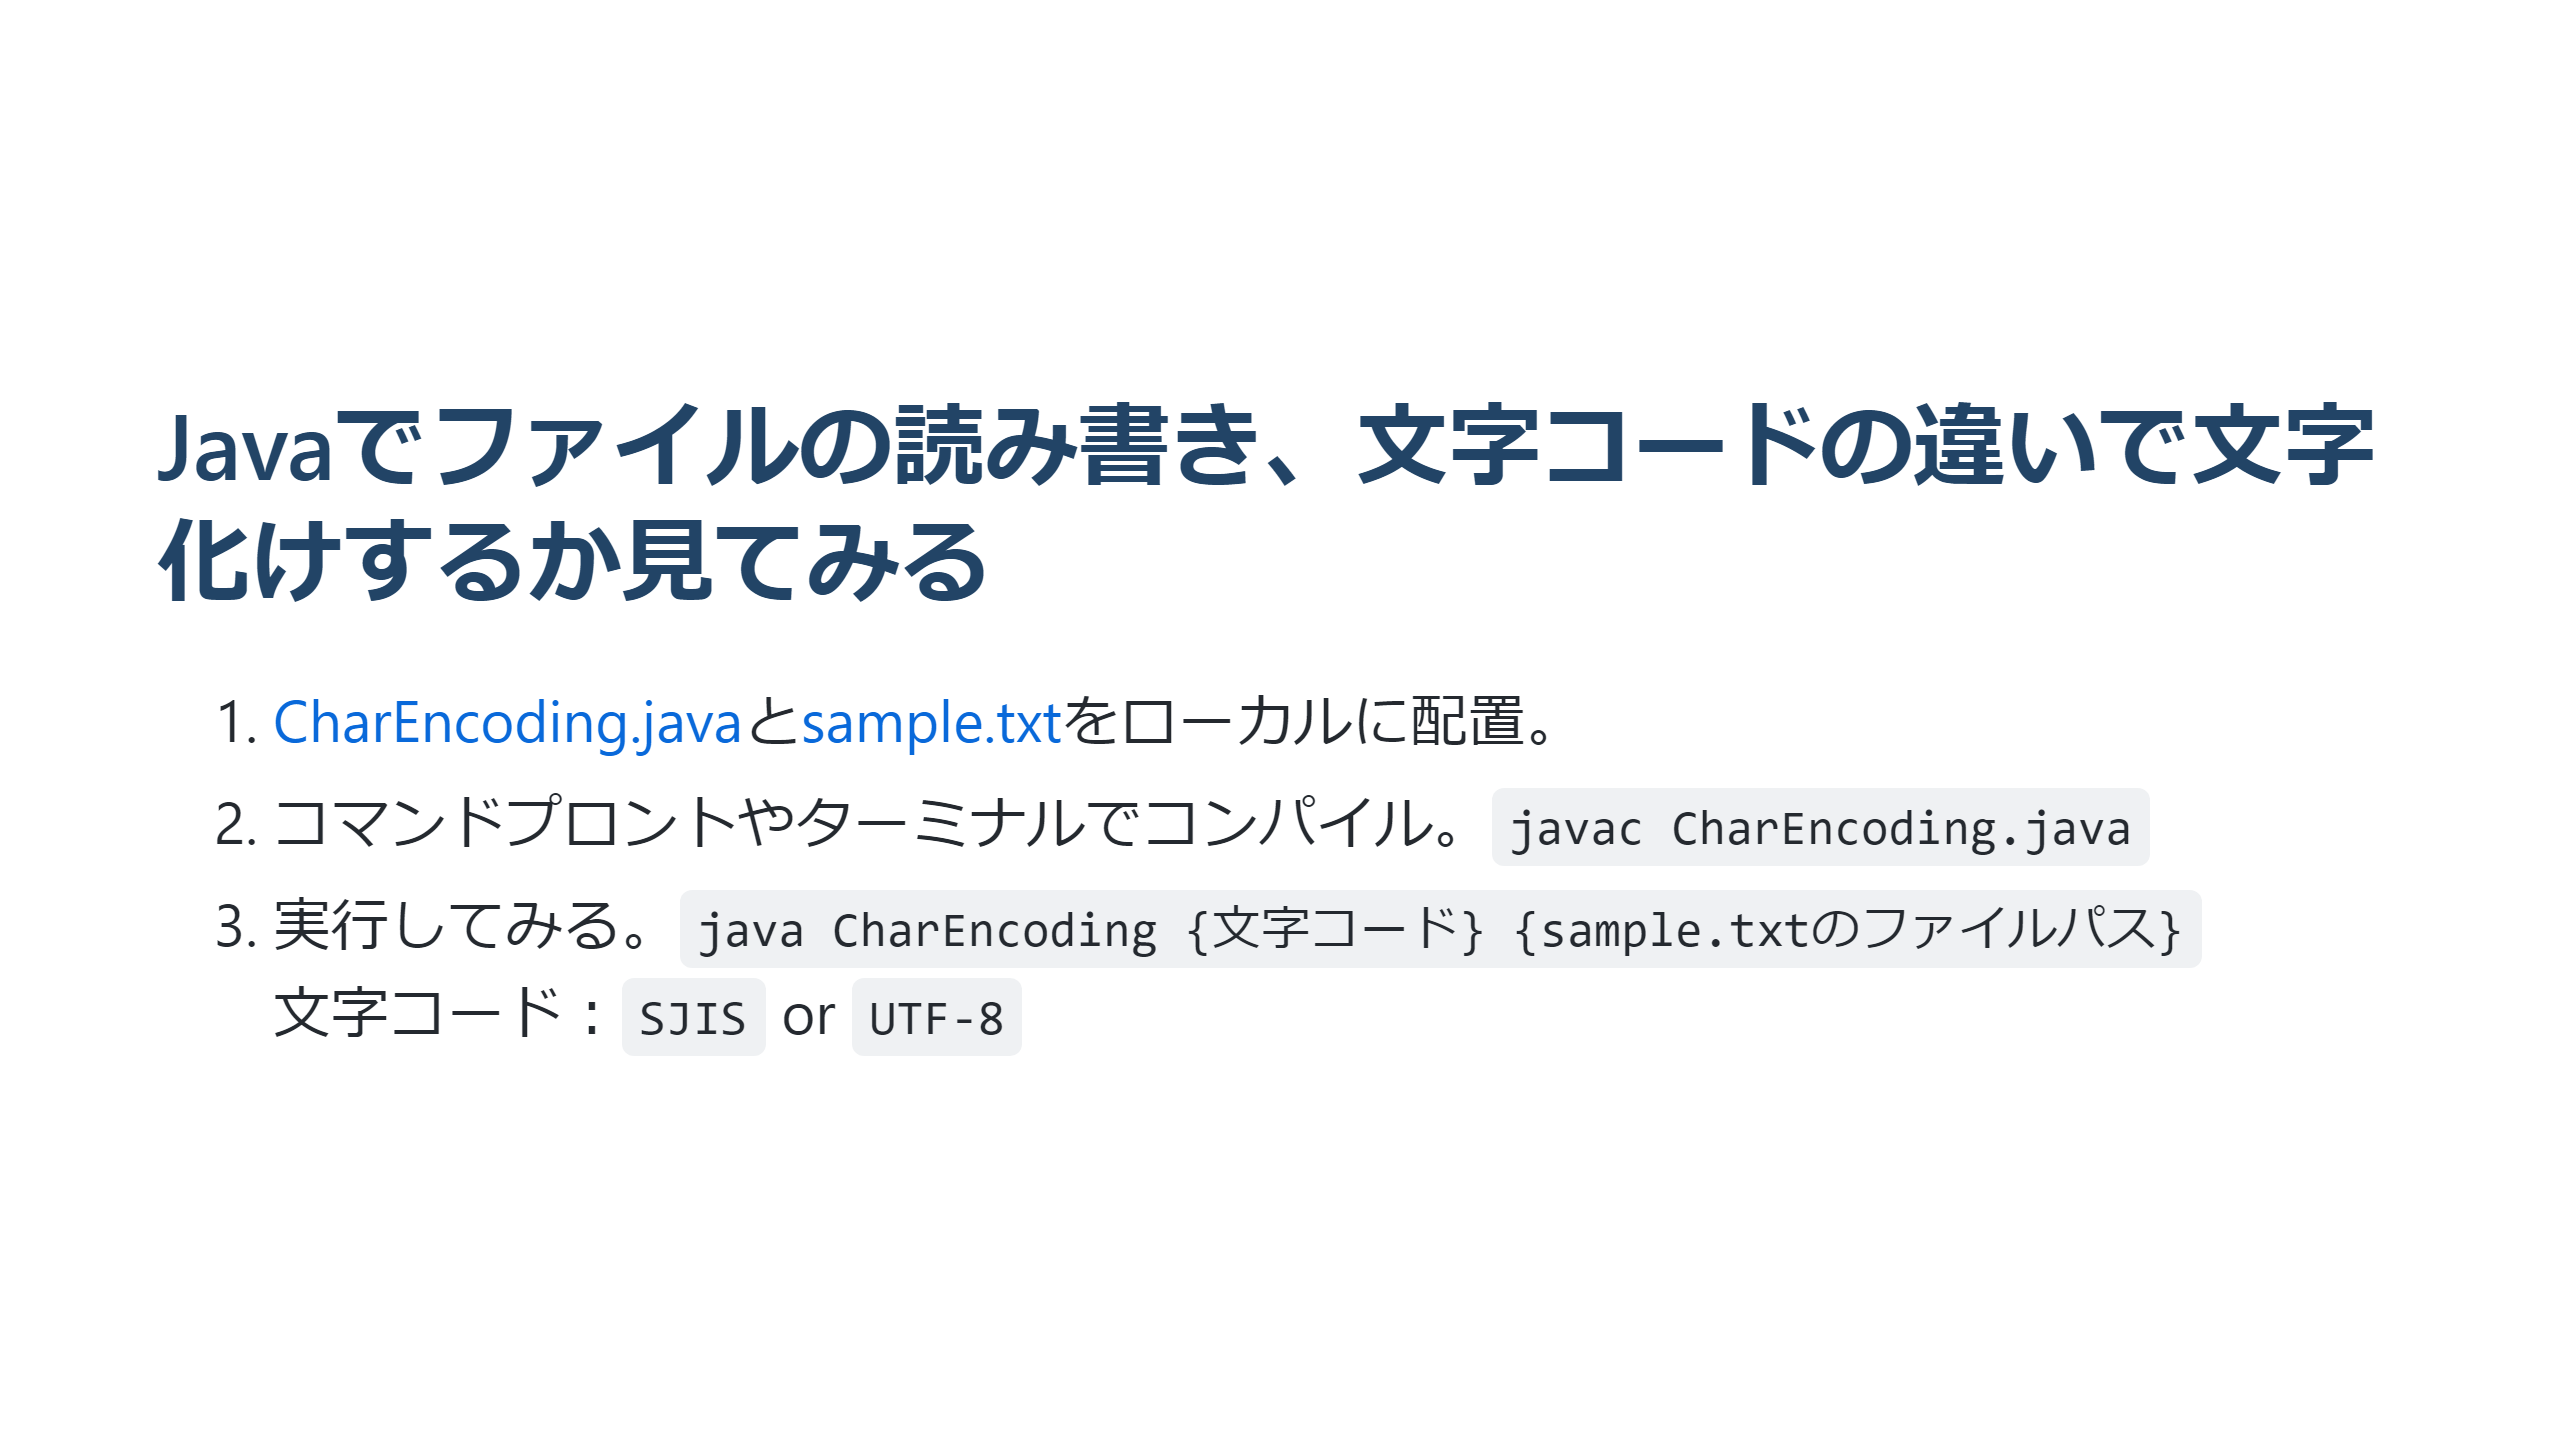 Javaでファイルの読み書き、文字コードの違いで文字
化けするか見てみる
1. CharEncoding.javaとsample.txtをローカルに配置。
2. コマンドプロントやターミナルでコンパイル。 javac CharEncoding.java
3. 実行してみる。 java CharEncoding {文字コード} {sample.txtのファイルパス}
文字コード： SJIS or UTF-8